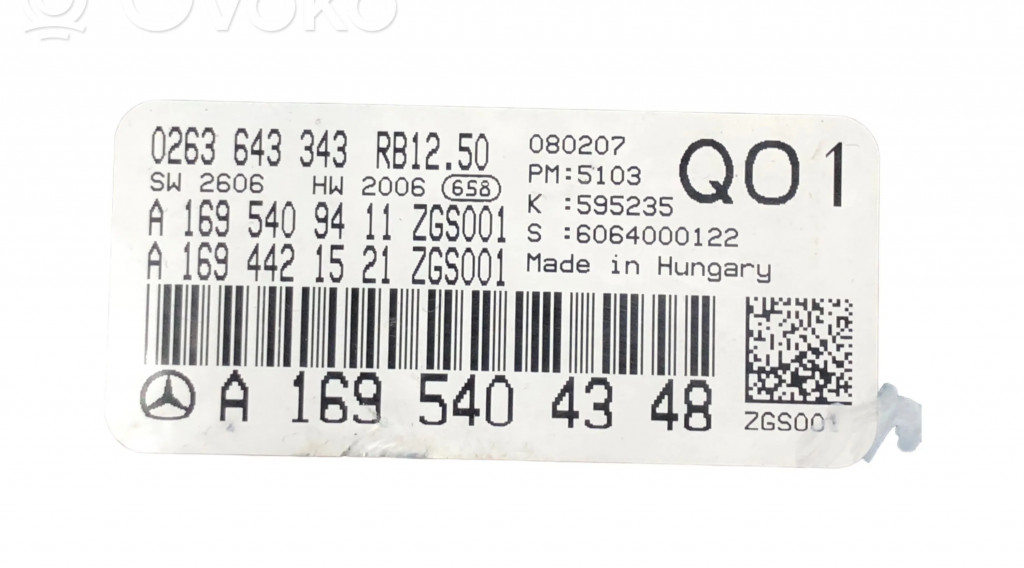 OVOKO
0263 643 343 RB12.50
SW 2606 HW 2006 658
A 169 540 94 11 ZGS001
A 169 442 15 21 ZGS001
080207
PM:5103
K :595235
S :6064000122
Made in Hungary
Q01
A 169 540 43 48
ZGS001